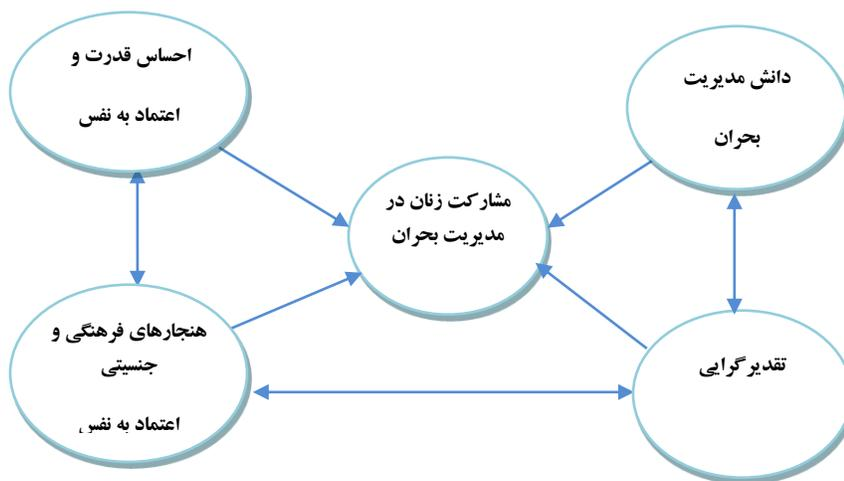 احساس قدرت و
اعتماد به نفس
دانش مدیریت
بحران
مشارکت زنان در
مدیریت بحران
هنجارهای فرهنگی و
جنسیتی
اعتماد به نفس
تقدیرگرایی